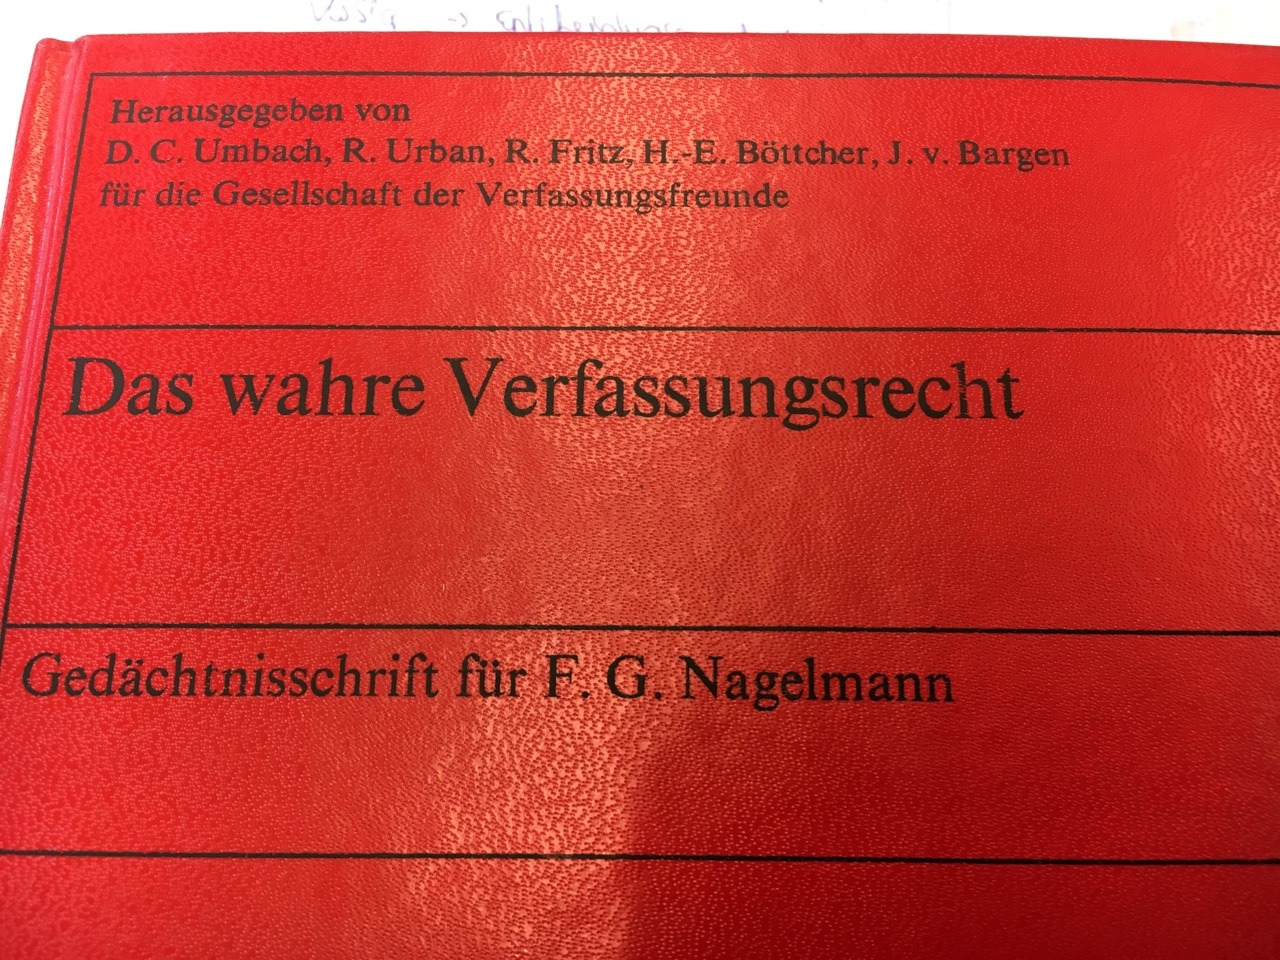 Herausgegeben von
D. C. Umbach, R. Urban, R. Fritz, H.-E. Böttcher, J. v. Bargen
für die Gesellschaft der Verfassungsfreunde
Das wahre Verfassungsrecht
Gedächtnisschrift für F. G. Nagelmann